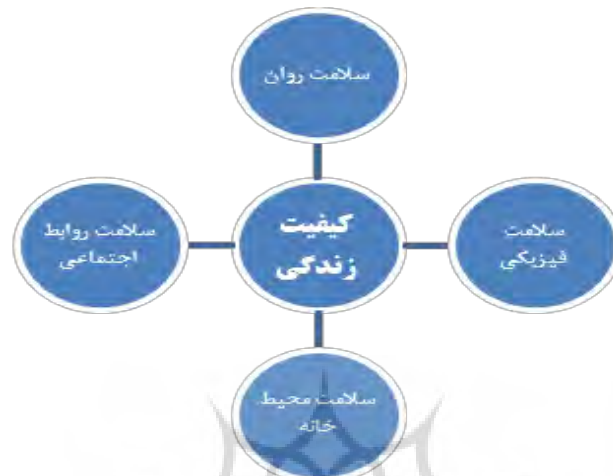 سلامت روان
سلامت روابط
اجتماعی
کیفیت
زندگی
سلامت
فیزیکی
سلامت محیط
خانه